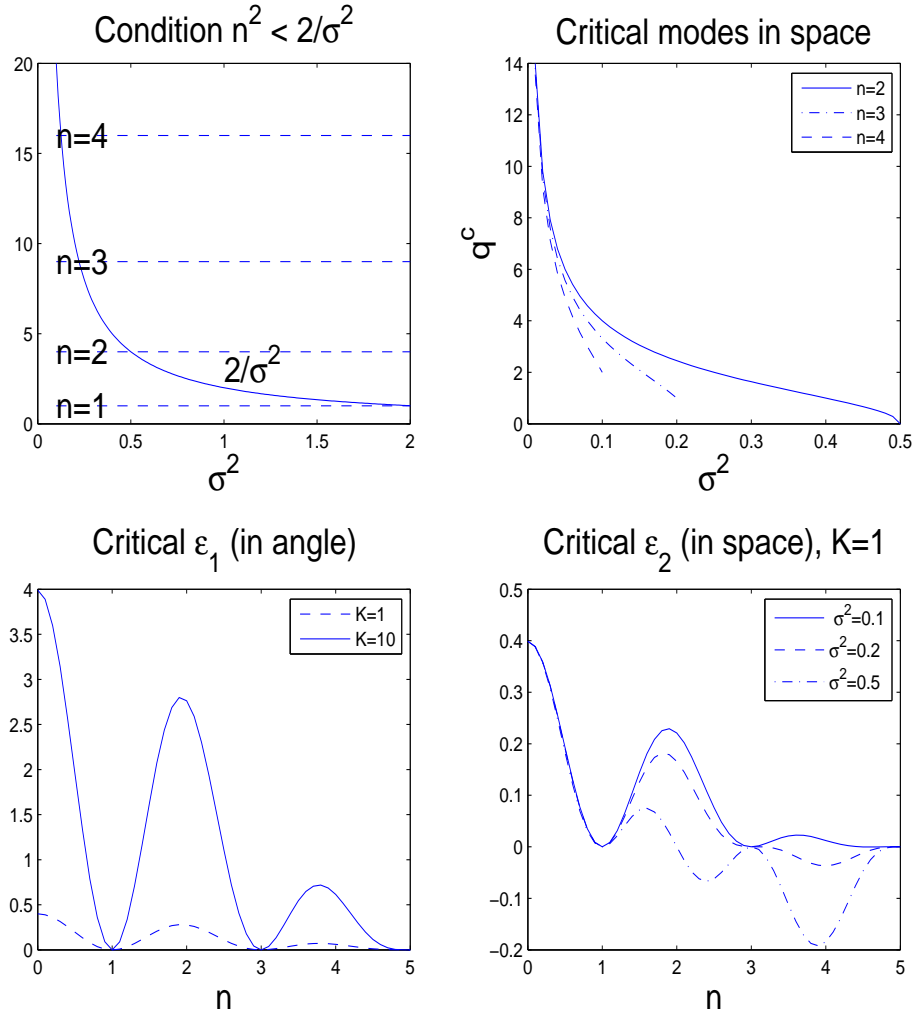 Condition n² < 2/σ²
20
15
10
5
0
n=4
n=3
n=2
n=1
2/σ²
0 0.5 1 1.5 2
σ²
Critical modes in space
14
12
10
8
6
4
2
0
qᶜ
n=2
n=3
n=4
0 0.1 0.2 0.3 0.4 0.5
σ²
Critical ε₁ (in angle)
4
3.5
3
2.5
2
1.5
1
0.5
0
K=1
K=10
0 1 2 3 4 5
n
Critical ε₂ (in space), K=1
0.5
0.4
0.3
0.2
0.1
0
−0.1
−0.2
σ²=0.1
σ²=0.2
σ²=0.5
0 1 2 3 4 5
n